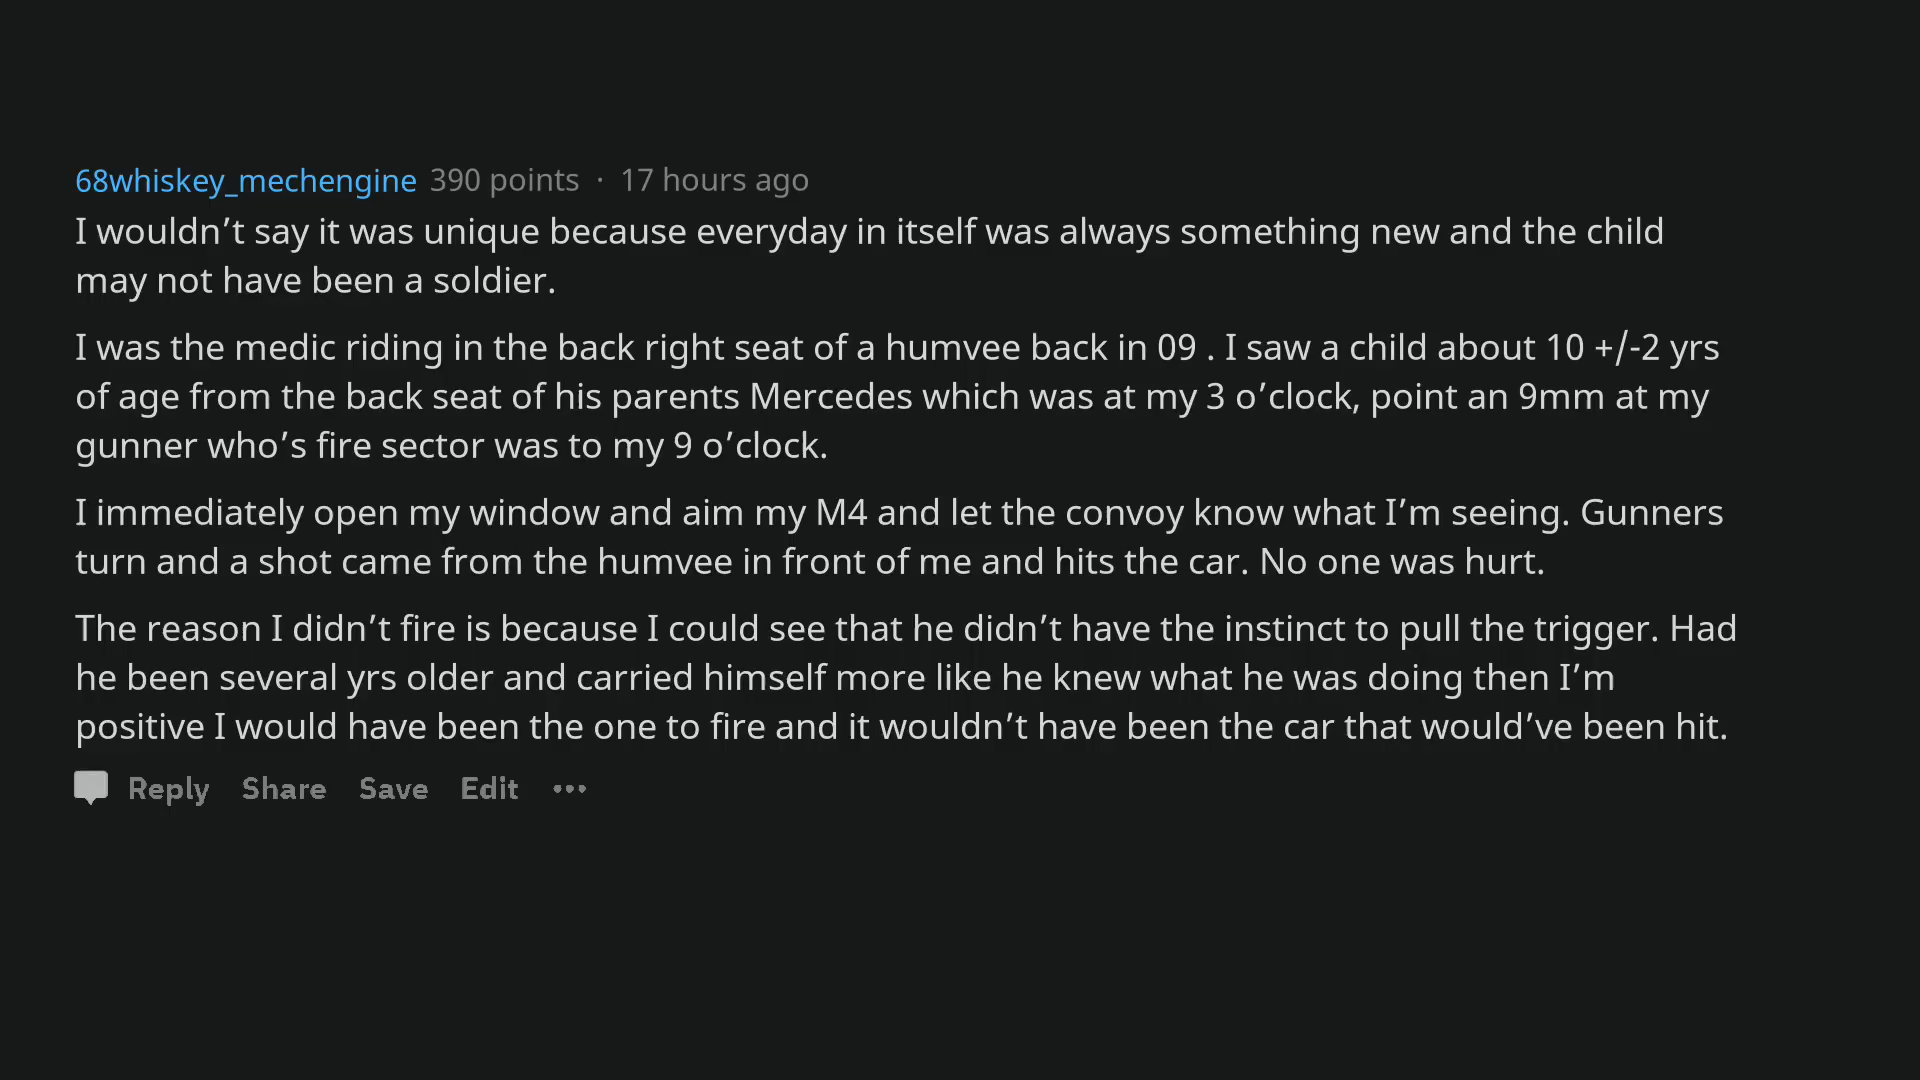 68whiskey_mechengine 390 points · 17 hours ago
I wouldn’t say it was unique because everyday in itself was always something new and the child
may not have been a soldier.
I was the medic riding in the back right seat of a humvee back in 09 . I saw a child about 10 +/-2 yrs
of age from the back seat of his parents Mercedes which was at my 3 o’clock, point an 9mm at my
gunner who’s fire sector was to my 9 o’clock.
I immediately open my window and aim my M4 and let the convoy know what I’m seeing. Gunners
turn and a shot came from the humvee in front of me and hits the car. No one was hurt.
The reason I didn’t fire is because I could see that he didn’t have the instinct to pull the trigger. Had
he been several yrs older and carried himself more like he knew what he was doing then I’m
positive I would have been the one to fire and it wouldn’t have been the car that would’ve been hit.
Reply Share Save Edit •••